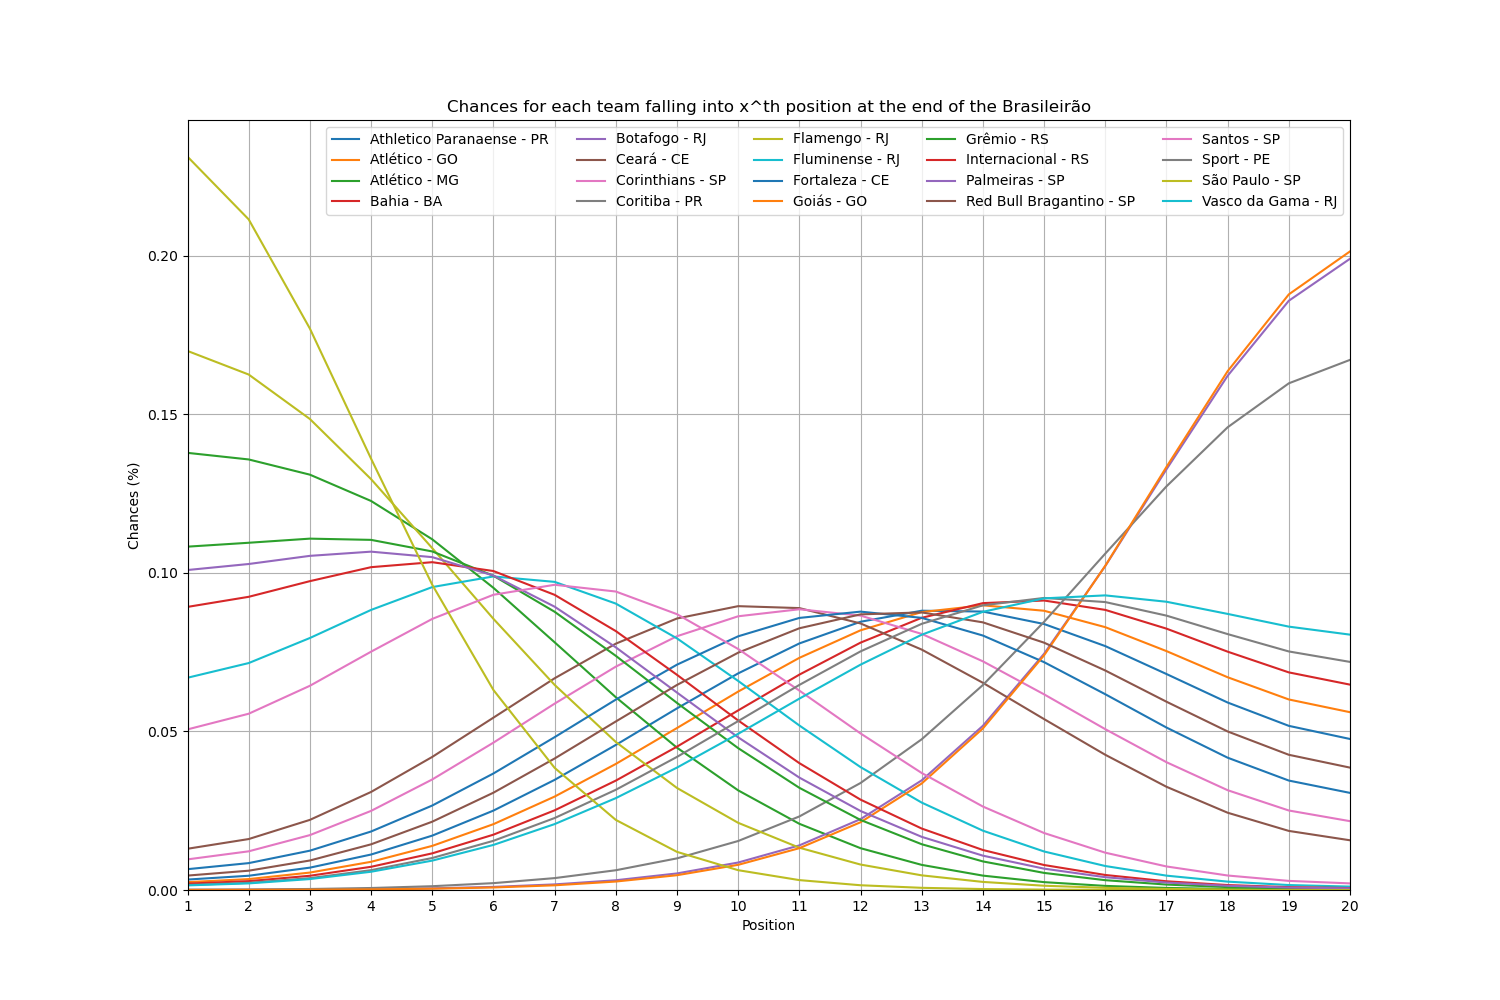 Chances for each team falling into x^th position at the end of the Brasileirão
Athletico Paranaense - PR
Atlético - GO
Atlético - MG
Bahia - BA
Botafogo - RJ
Ceará - CE
Corinthians - SP
Coritiba - PR
Flamengo - RJ
Fluminense - RJ
Fortaleza - CE
Goiás - GO
Grêmio - RS
Internacional - RS
Palmeiras - SP
Red Bull Bragantino - SP
Santos - SP
Sport - PE
São Paulo - SP
Vasco da Gama - RJ
Chances (%)
0.20
0.15
0.10
0.05
0.00
1 2 3 4 5 6 7 8 9 10 11 12 13 14 15 16 17 18 19 20
Position